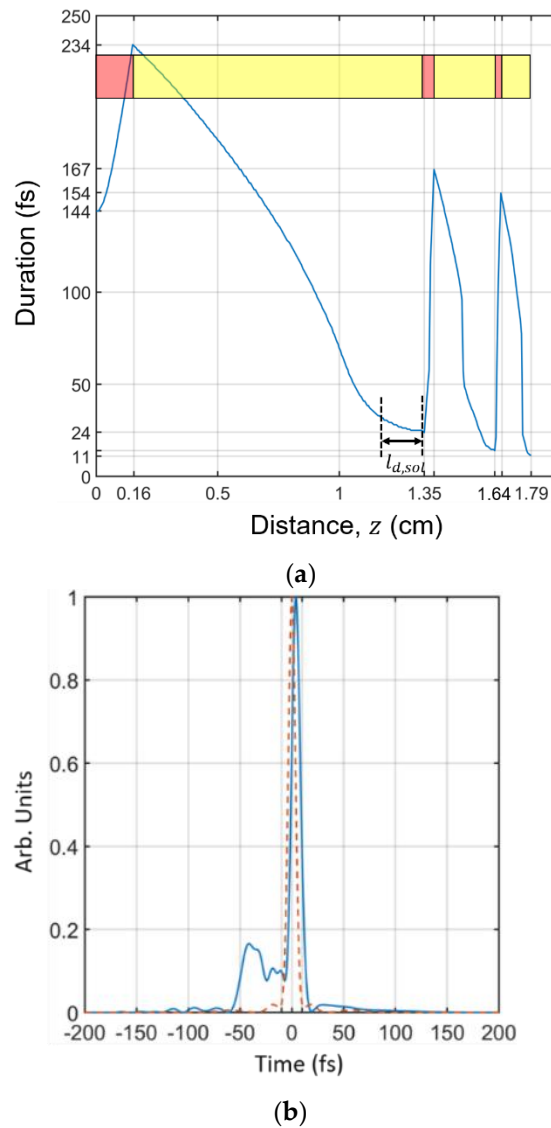 250
234
167
154
144
100
50
24
11
0
Duration (fs)
l_{d,sol}
0 0.16 0.5 1 1.35 1.64 1.79
Distance, z (cm)
(a)
1
0.8
0.6
0.4
0.2
0
Arb. Units
-200 -150 -100 -50 0 50 100 150 200
Time (fs)
(b)